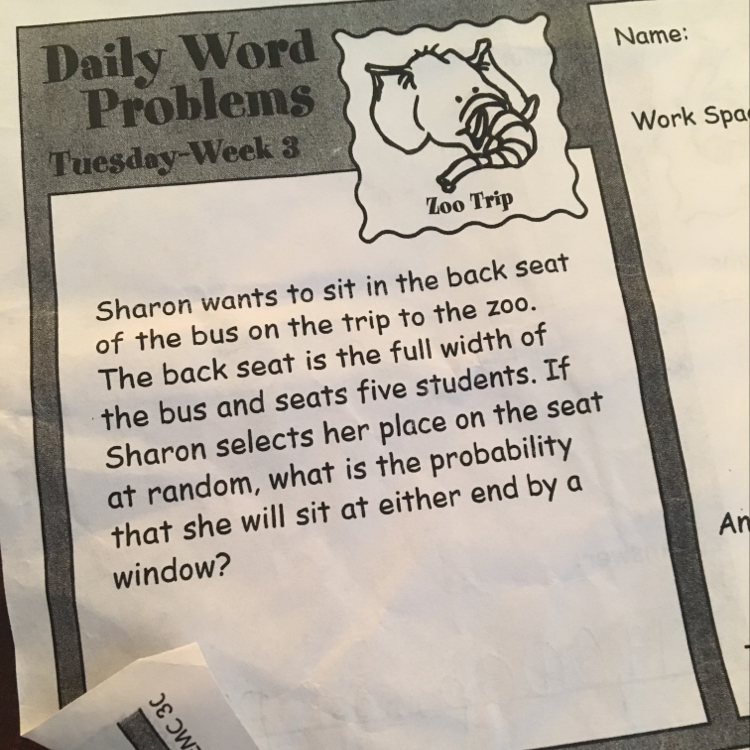 Daily Word
Problems
Tuesday-Week 3
Zoo Trip
Sharon wants to sit in the back seat
of the bus on the trip to the zoo.
The back seat is the full width of
the bus and seats five students. If
Sharon selects her place on the seat
at random, what is the probability
that she will sit at either end by a
window?
Name:
Work Spa
An
EMC 3